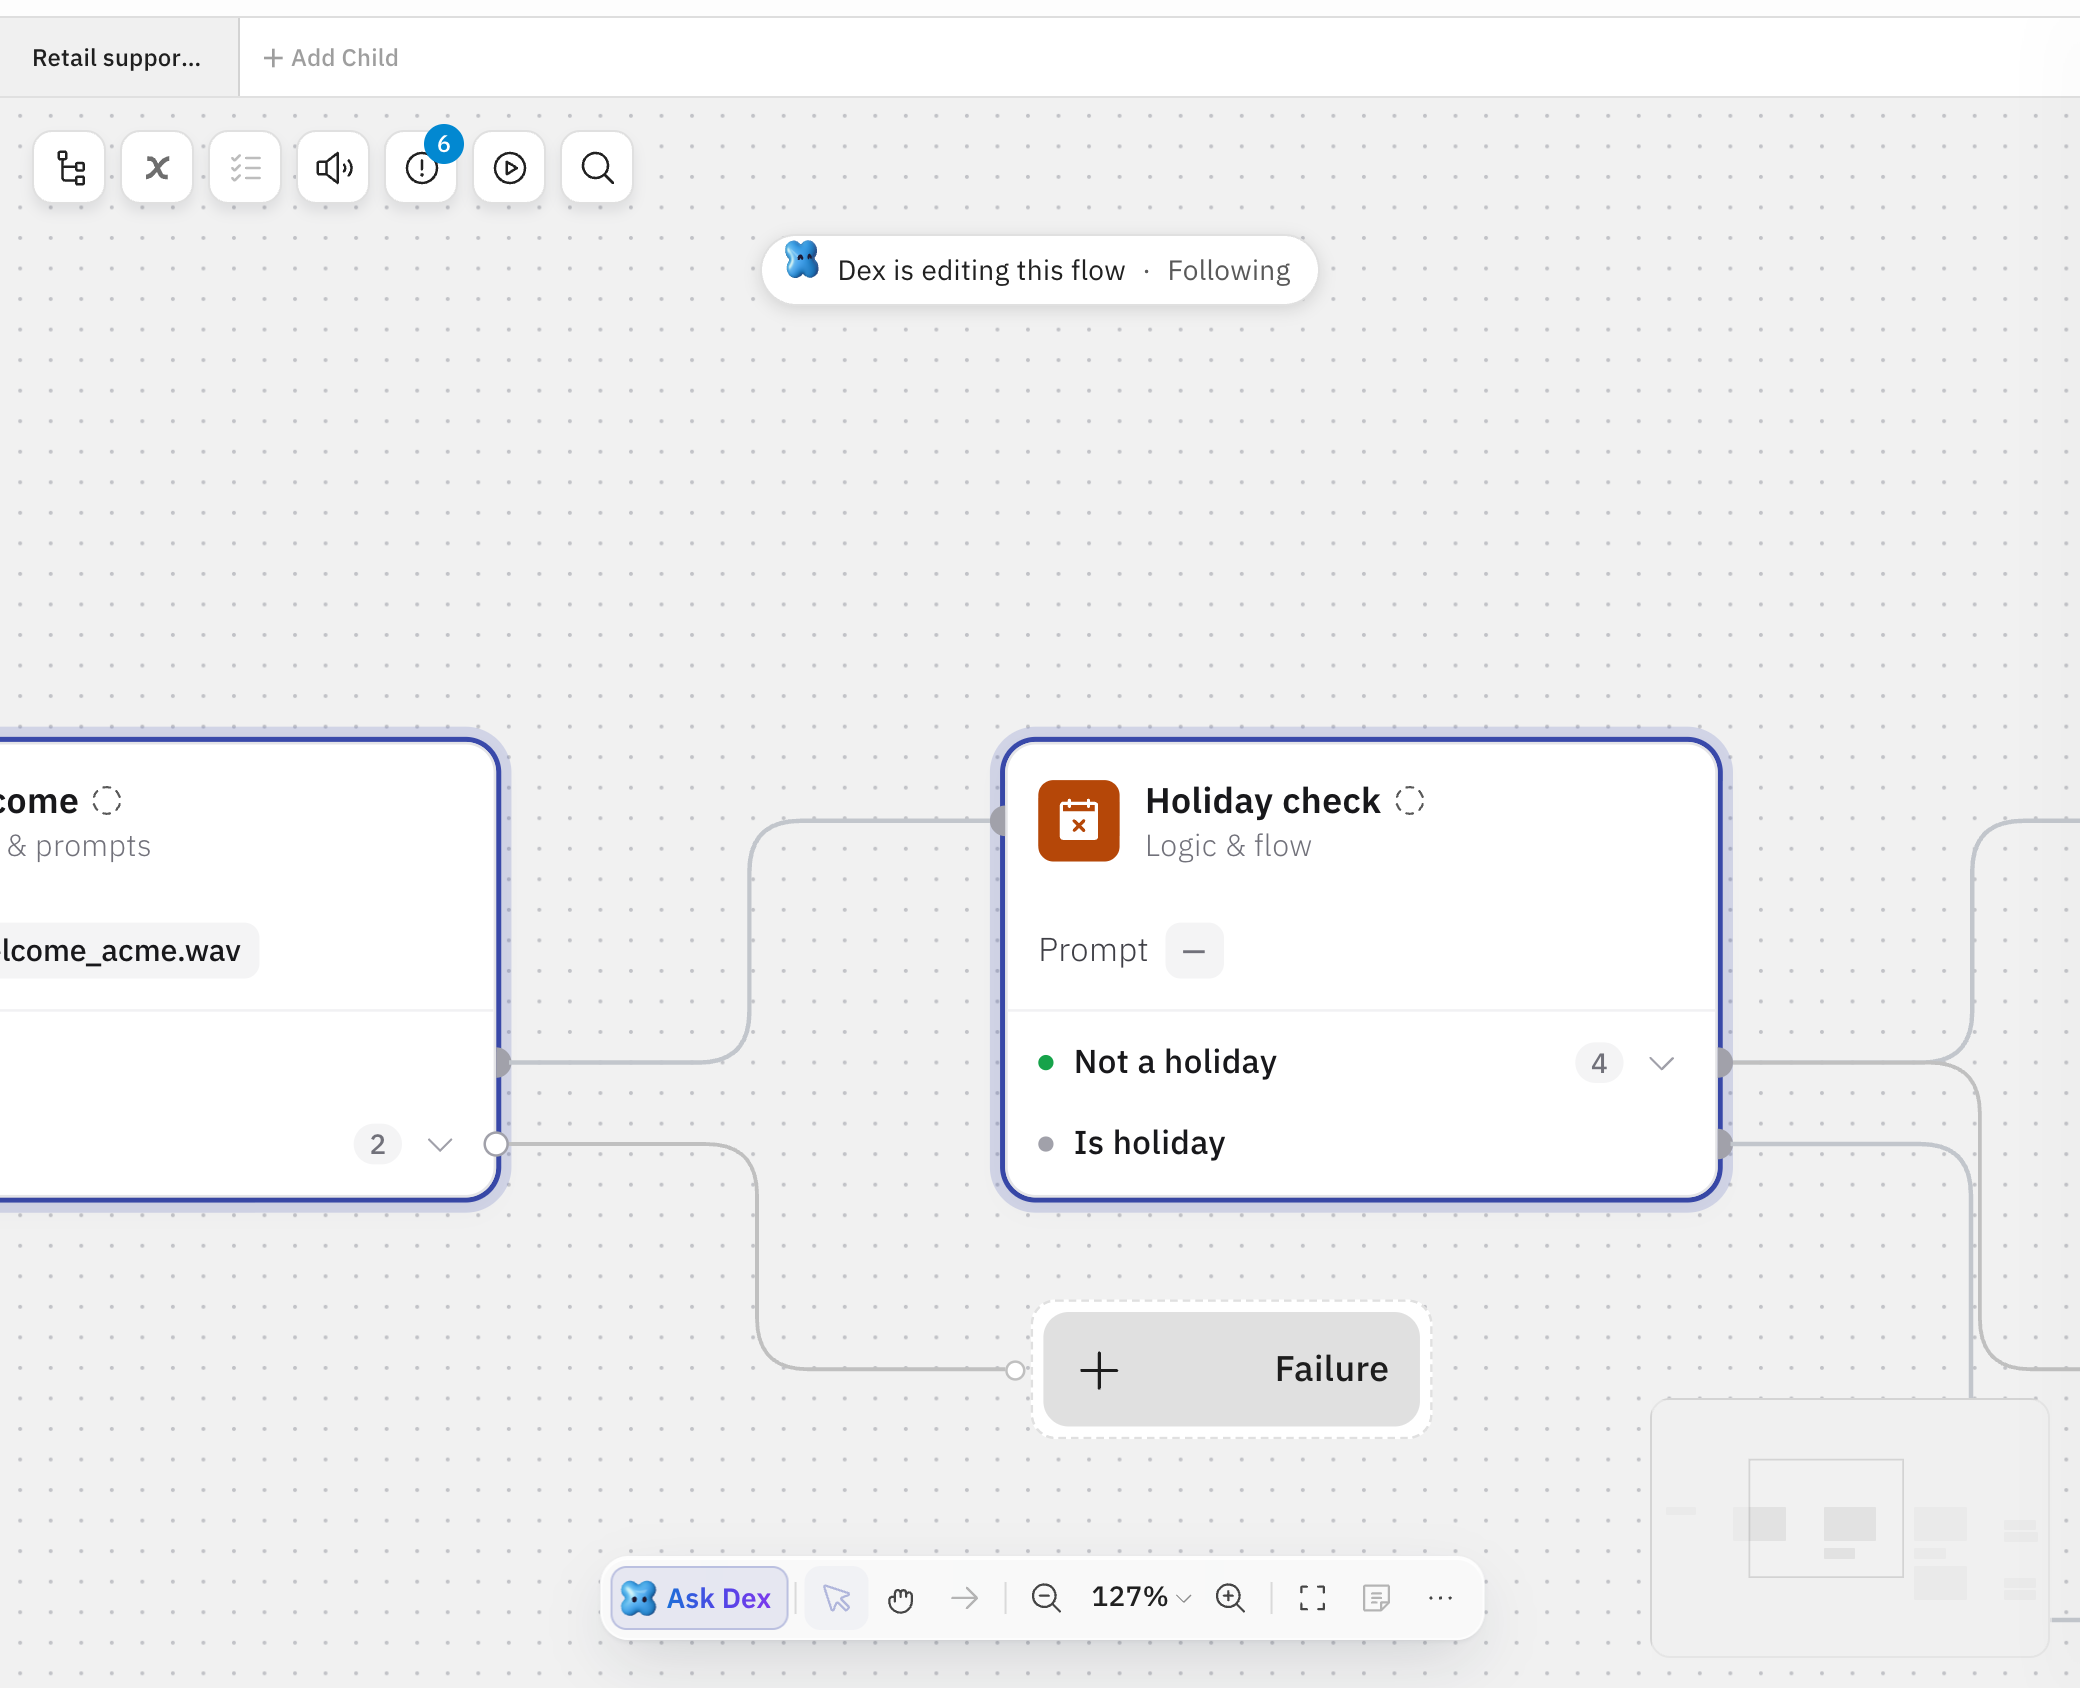 Retail suppor...
+ Add Child
6
Dex is editing this flow · Following
come
& prompts
lcome_acme.wav
2
Holiday check
Logic & flow
Prompt –
Not a holiday 4
Is holiday
+ Failure
Ask Dex
127%